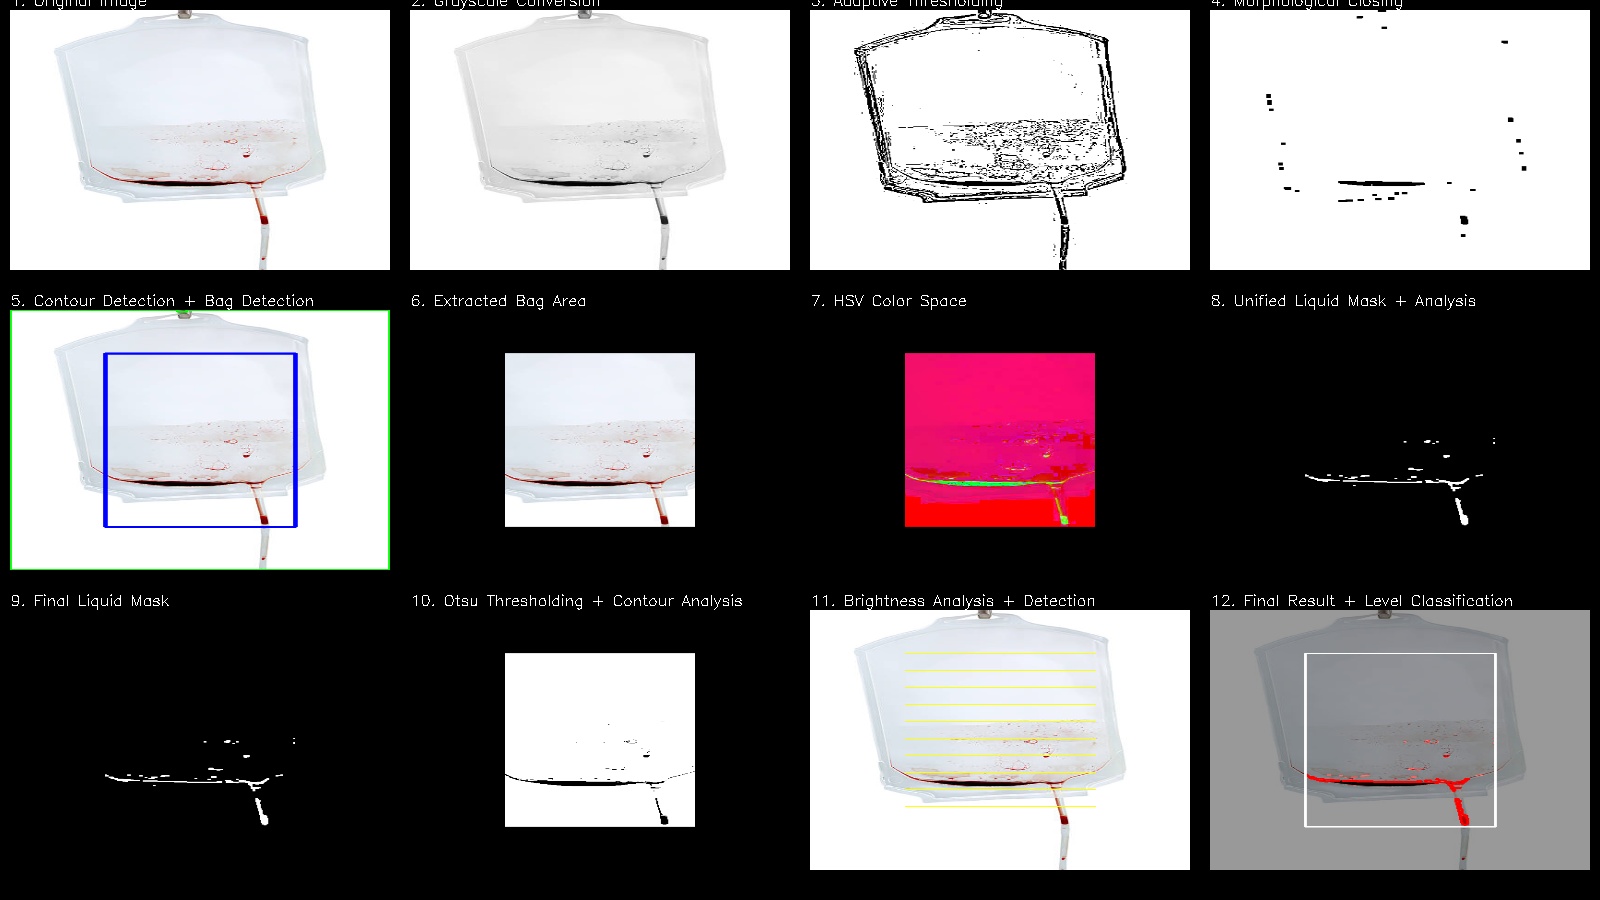 1. Original Image
2. Grayscale Conversion
3. Adaptive Thresholding
4. Morphological Closing
5. Contour Detection + Bag Detection
6. Extracted Bag Area
7. HSV Color Space
8. Unified Liquid Mask + Analysis
9. Final Liquid Mask
10. Otsu Thresholding + Contour Analysis
11. Brightness Analysis + Detection
12. Final Result + Level Classification